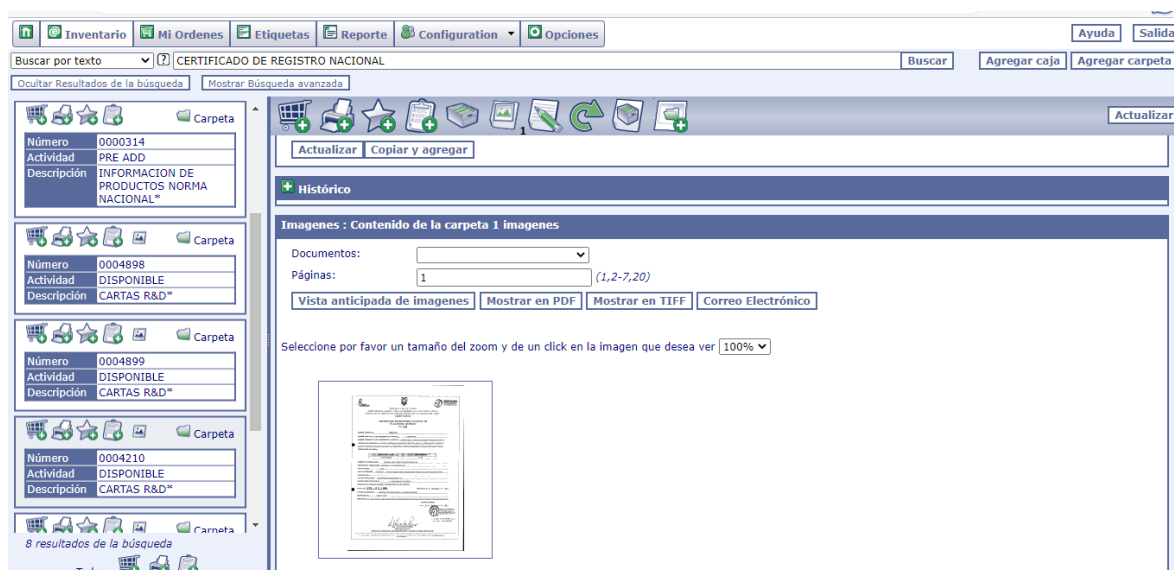 Inventario Mi Ordenes Etiquetas Reporte Configuration Opciones Ayuda Salida
Buscar por texto ? CERTIFICADO DE REGISTRO NACIONAL Buscar Agregar caja Agregar carpeta
Ocultar Resultados de la búsqueda Mostrar Búsqueda avanzada
Carpeta
Número 0000314
Actividad PRE ADD
Descripción INFORMACION DE
PRODUCTOS NORMA
NACIONAL*
Carpeta
Número 0004898
Actividad DISPONIBLE
Descripción CARTAS R&D*
Carpeta
Número 0004899
Actividad DISPONIBLE
Descripción CARTAS R&D*
Carpeta
Número 0004210
Actividad DISPONIBLE
Descripción CARTAS R&D*
Carpeta
8 resultados de la búsqueda
1
Actualizar
Actualizar Copiar y agregar
Histórico
Imagenes : Contenido de la carpeta 1 imagenes
Documentos:
Páginas: 1 (1,2-7,20)
Vista anticipada de imagenes Mostrar en PDF Mostrar en TIFF Correo Electrónico
Seleccione por favor un tamaño del zoom y de un click en la imagen que desea ver 100%